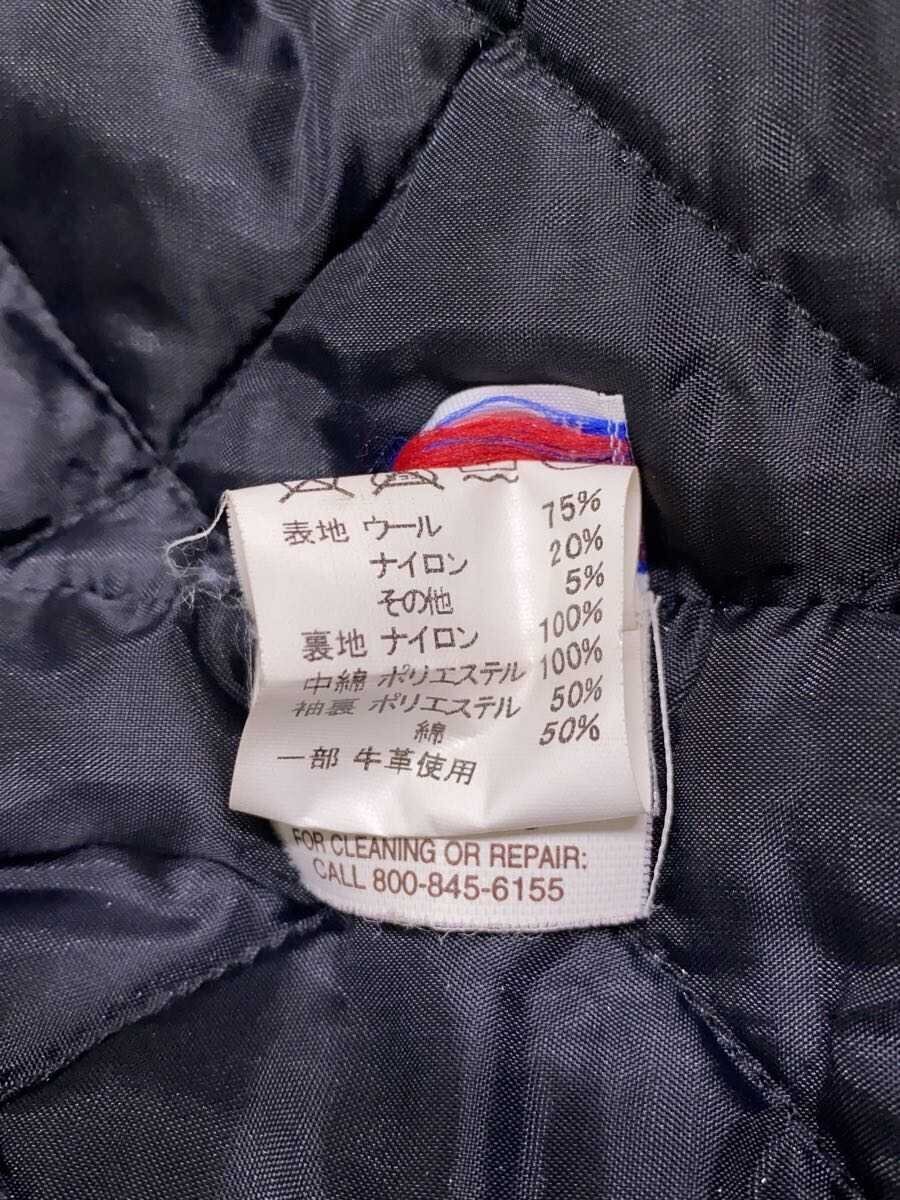 表地 ウール 75%
ナイロン 20%
その他 5%
裏地 ナイロン 100%
中綿 ポリエステル 100%
袖裏 ポリエステル 50%
綿 50%
一部 牛革使用
FOR CLEANING OR REPAIR:
CALL 800-845-6155